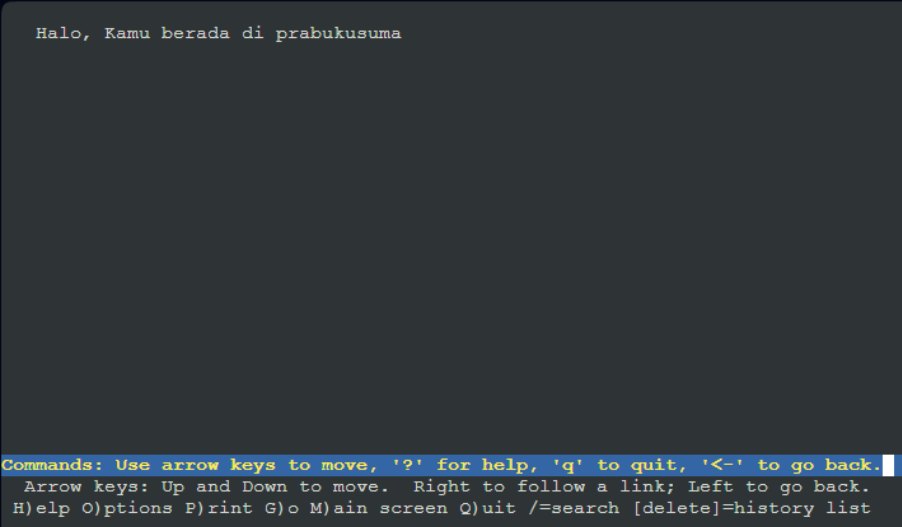 Halo, Kamu berada di prabukusuma
Commands: Use arrow keys to move, '?' for help, 'q' to quit, '<-' to go back.
Arrow keys: Up and Down to move.  Right to follow a link; Left to go back.
H)elp O)ptions P)rint G)o M)ain screen Q)uit /=search [delete]=history list